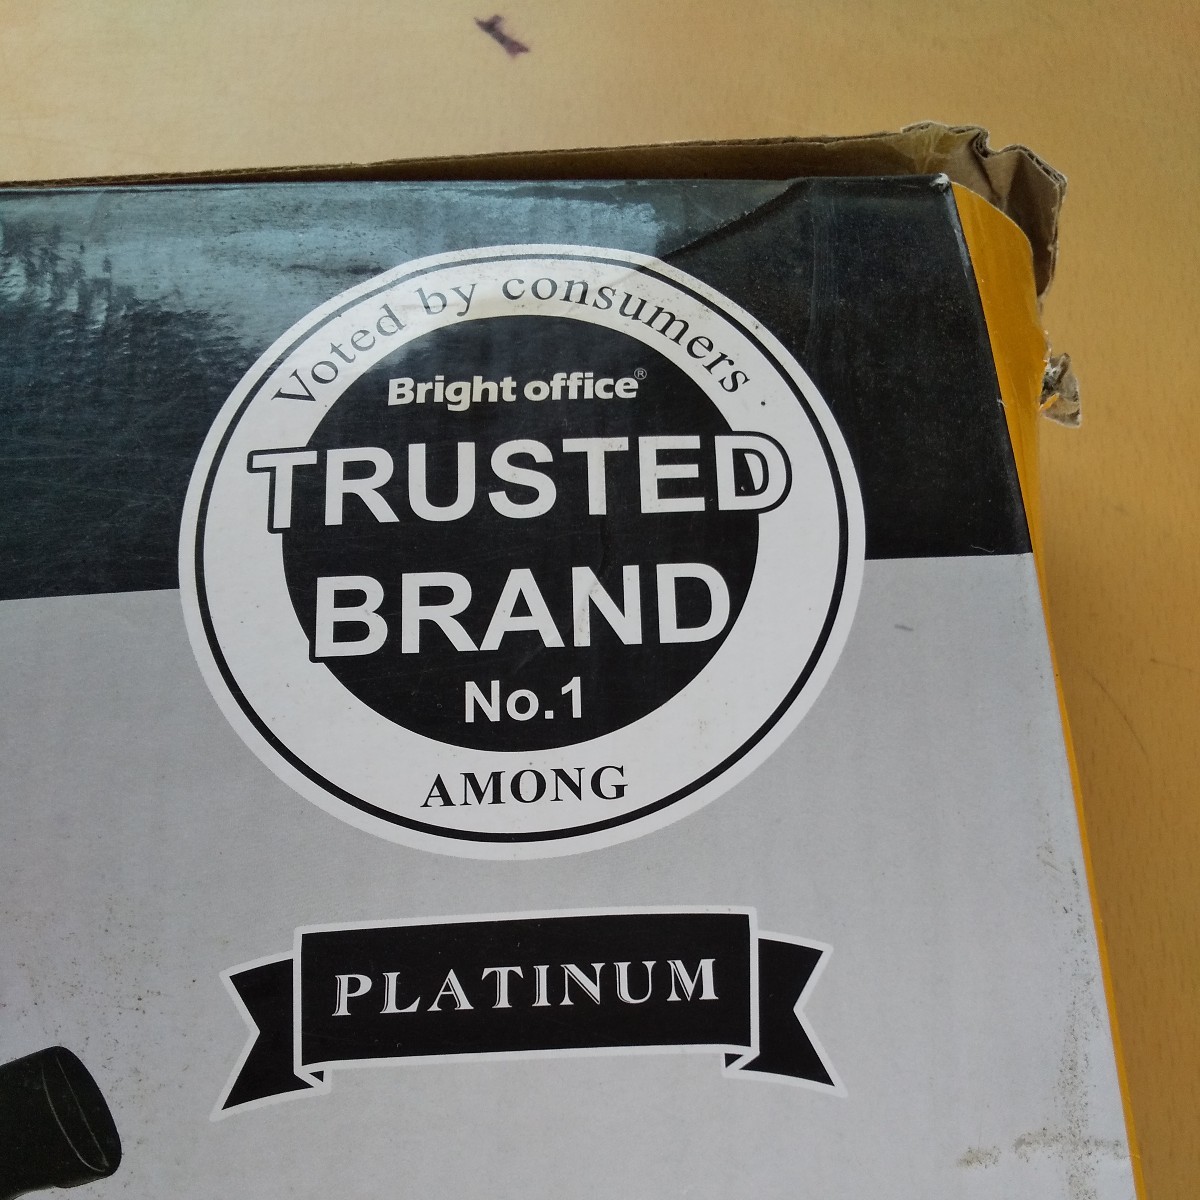 Voted by consumers
Bright office®
TRUSTED
BRAND
No.1
AMONG
PLATINUM